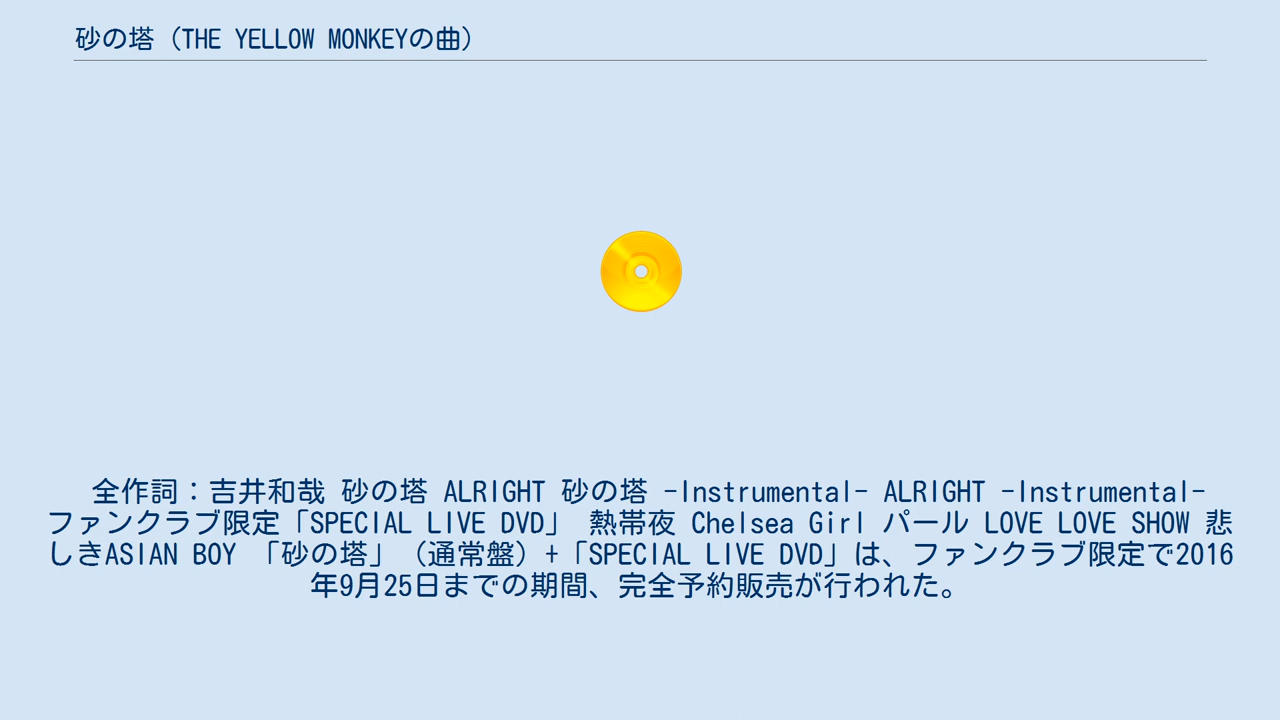 砂の塔（THE YELLOW MONKEYの曲）
全作詞：吉井和哉 砂の塔 ALRIGHT 砂の塔 -Instrumental- ALRIGHT -Instrumental-
ファンクラブ限定「SPECIAL LIVE DVD」 熱帯夜 Chelsea Girl パール LOVE LOVE SHOW 悲
しきASIAN BOY 「砂の塔」（通常盤）+「SPECIAL LIVE DVD」は、ファンクラブ限定で2016
年9月25日までの期間、完全予約販売が行われた。